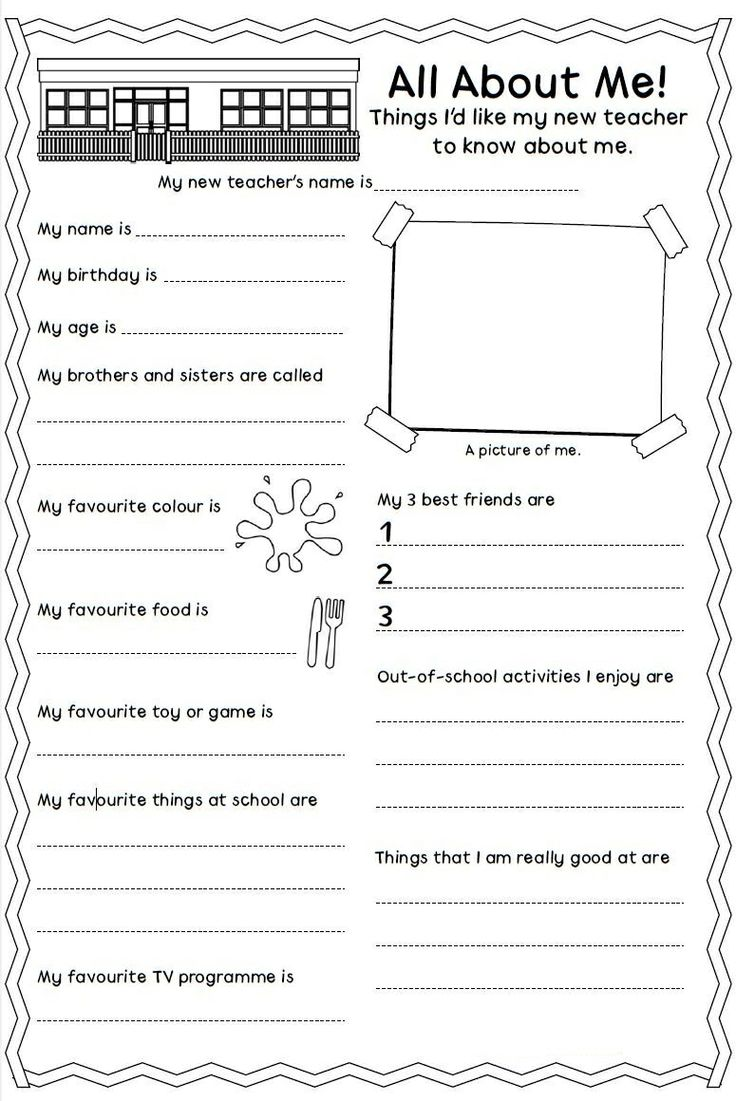 All About Me!
Things I'd like my new teacher
to know about me.
My new teacher's name is
My name is
My birthday is
My age is
My brothers and sisters are called
My favourite colour is
My favourite food is
My favourite toy or game is
My favourite things at school are
My favourite TV programme is
A picture of me.
My 3 best friends are
1
2
3
Out-of-school activities I enjoy are
Things that I am really good at are